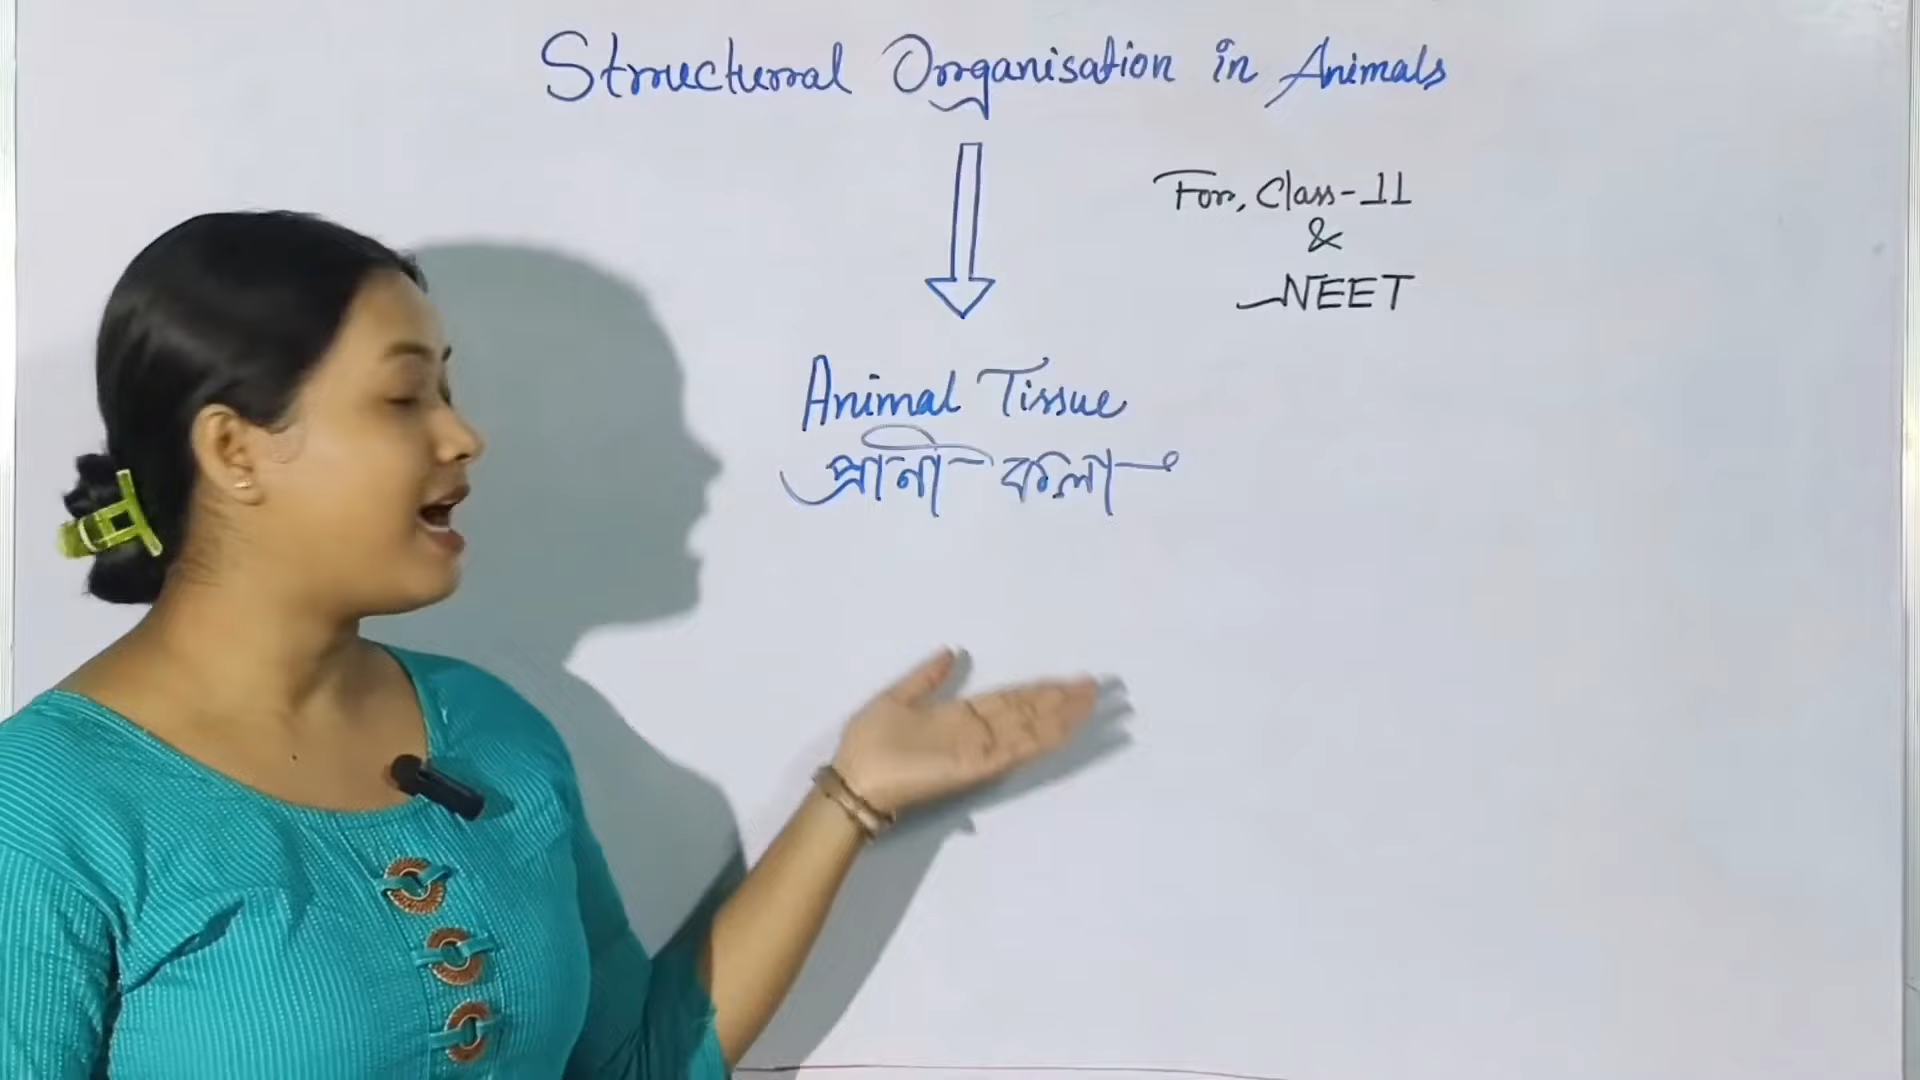 Structural Organisation in Animals
For, Class-11
&
NEET
Animal Tissue
প্রানী কলা